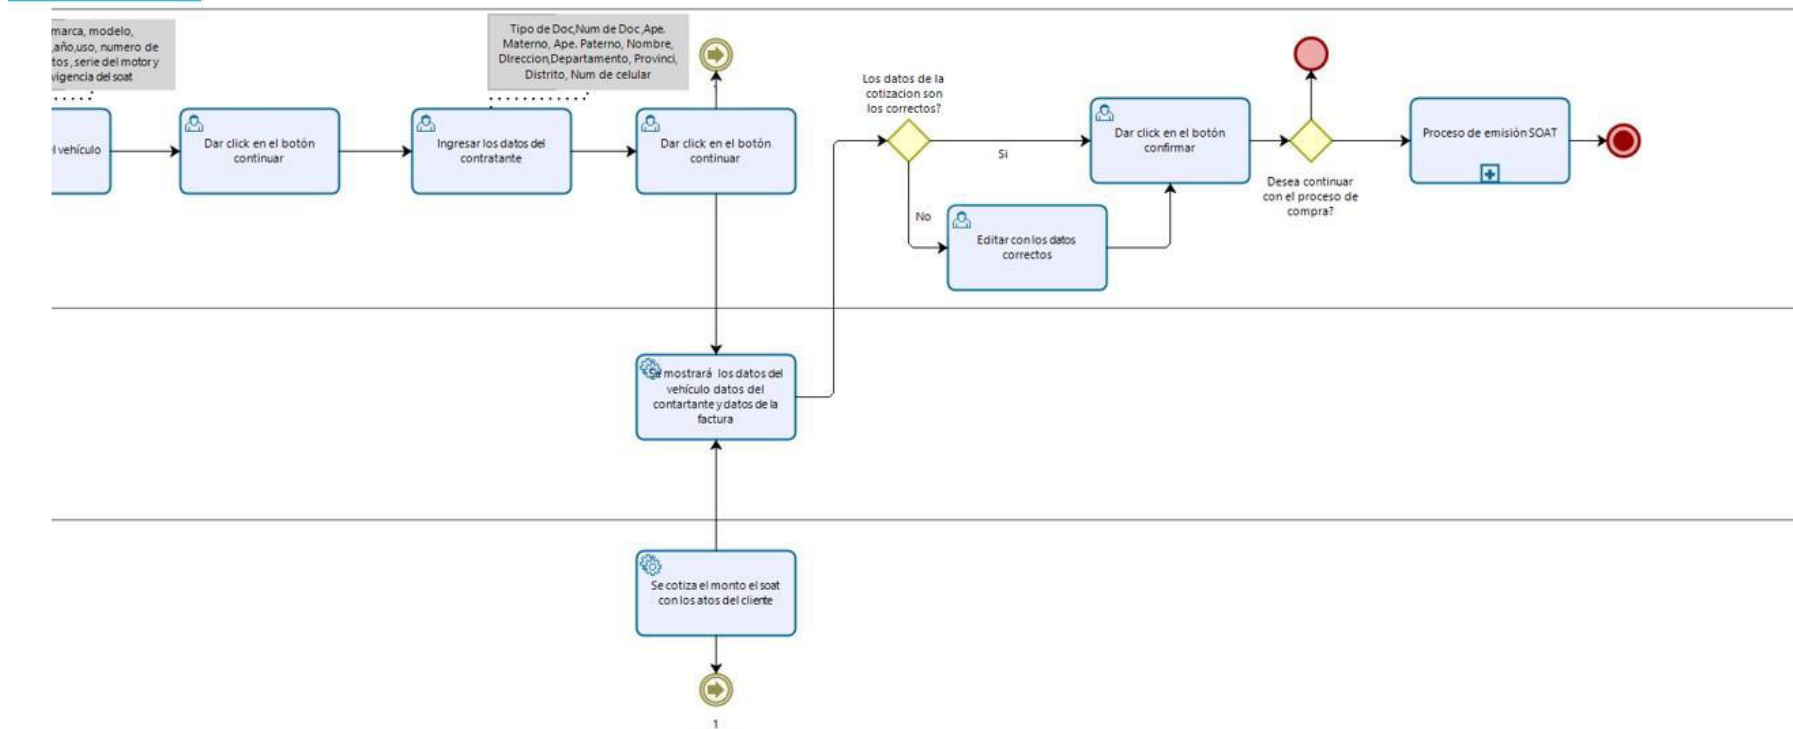 marca, modelo,
,año,uso, numero de
tos, serie del motor y
vigencia del soat
Tipo de Doc,Num de Doc,Ape.
Materno, Ape. Paterno, Nombre,
DIreccion,Departamento, Provinci,
Distrito, Num de celular
Los datos de la
cotizacion son
los correctos?
l vehículo
Dar click en el botón
continuar
Ingresar los datos del
contratante
Dar click en el botón
continuar
Si
Dar click en el botón
confirmar
Desea continuar
con el proceso de
compra?
Proceso de emisión SOAT
No
Editar con los datos
correctos
Se mostrará los datos del
vehículo datos del
contartante y datos de la
factura
Se cotiza el monto el soat
con los atos del cliente
1